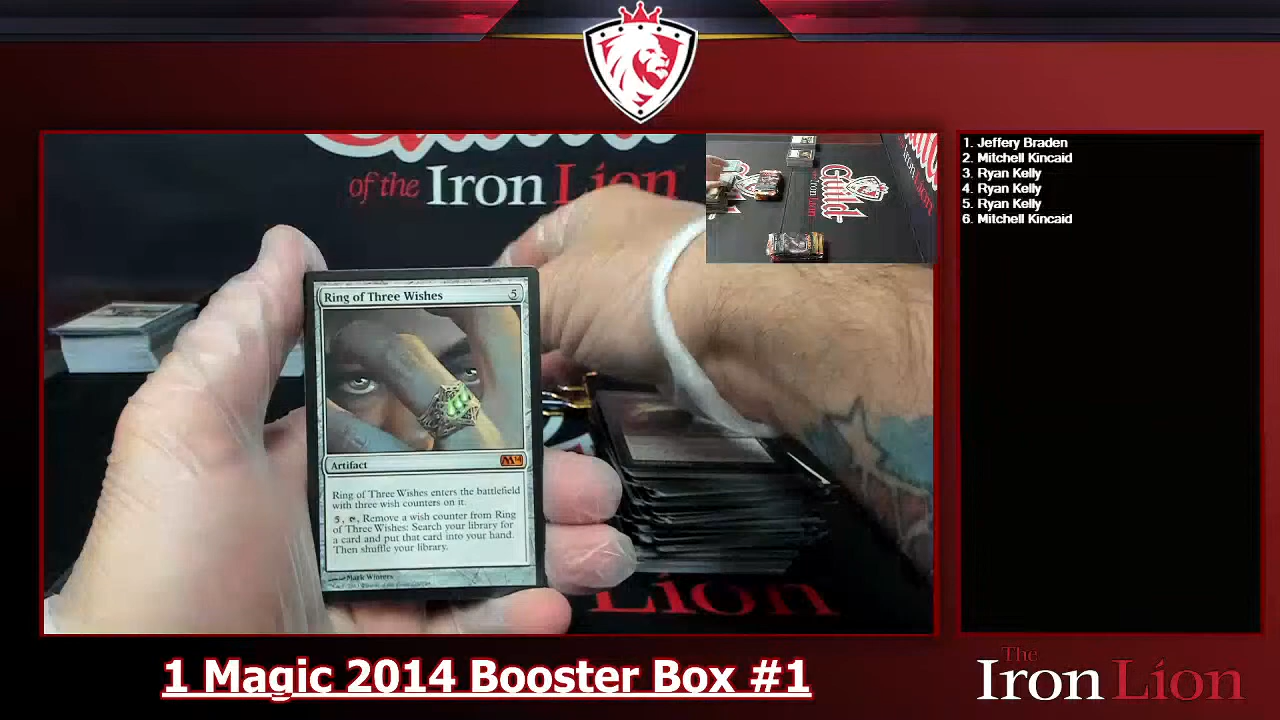 of the Iron Lion
Guild
Iron Lion
1. Jeffery Braden
2. Mitchell Kincaid
3. Ryan Kelly
4. Ryan Kelly
5. Ryan Kelly
6. Mitchell Kincaid
Ring of Three Wishes 5
Artifact M14
Ring of Three Wishes enters the battlefield
with three wish counters on it.
5, , Remove a wish counter from Ring
of Three Wishes: Search your library for
a card and put that card into your hand.
Then shuffle your library.
Mark Winters
Lion
1 Magic 2014 Booster Box #1
The
Iron Lion